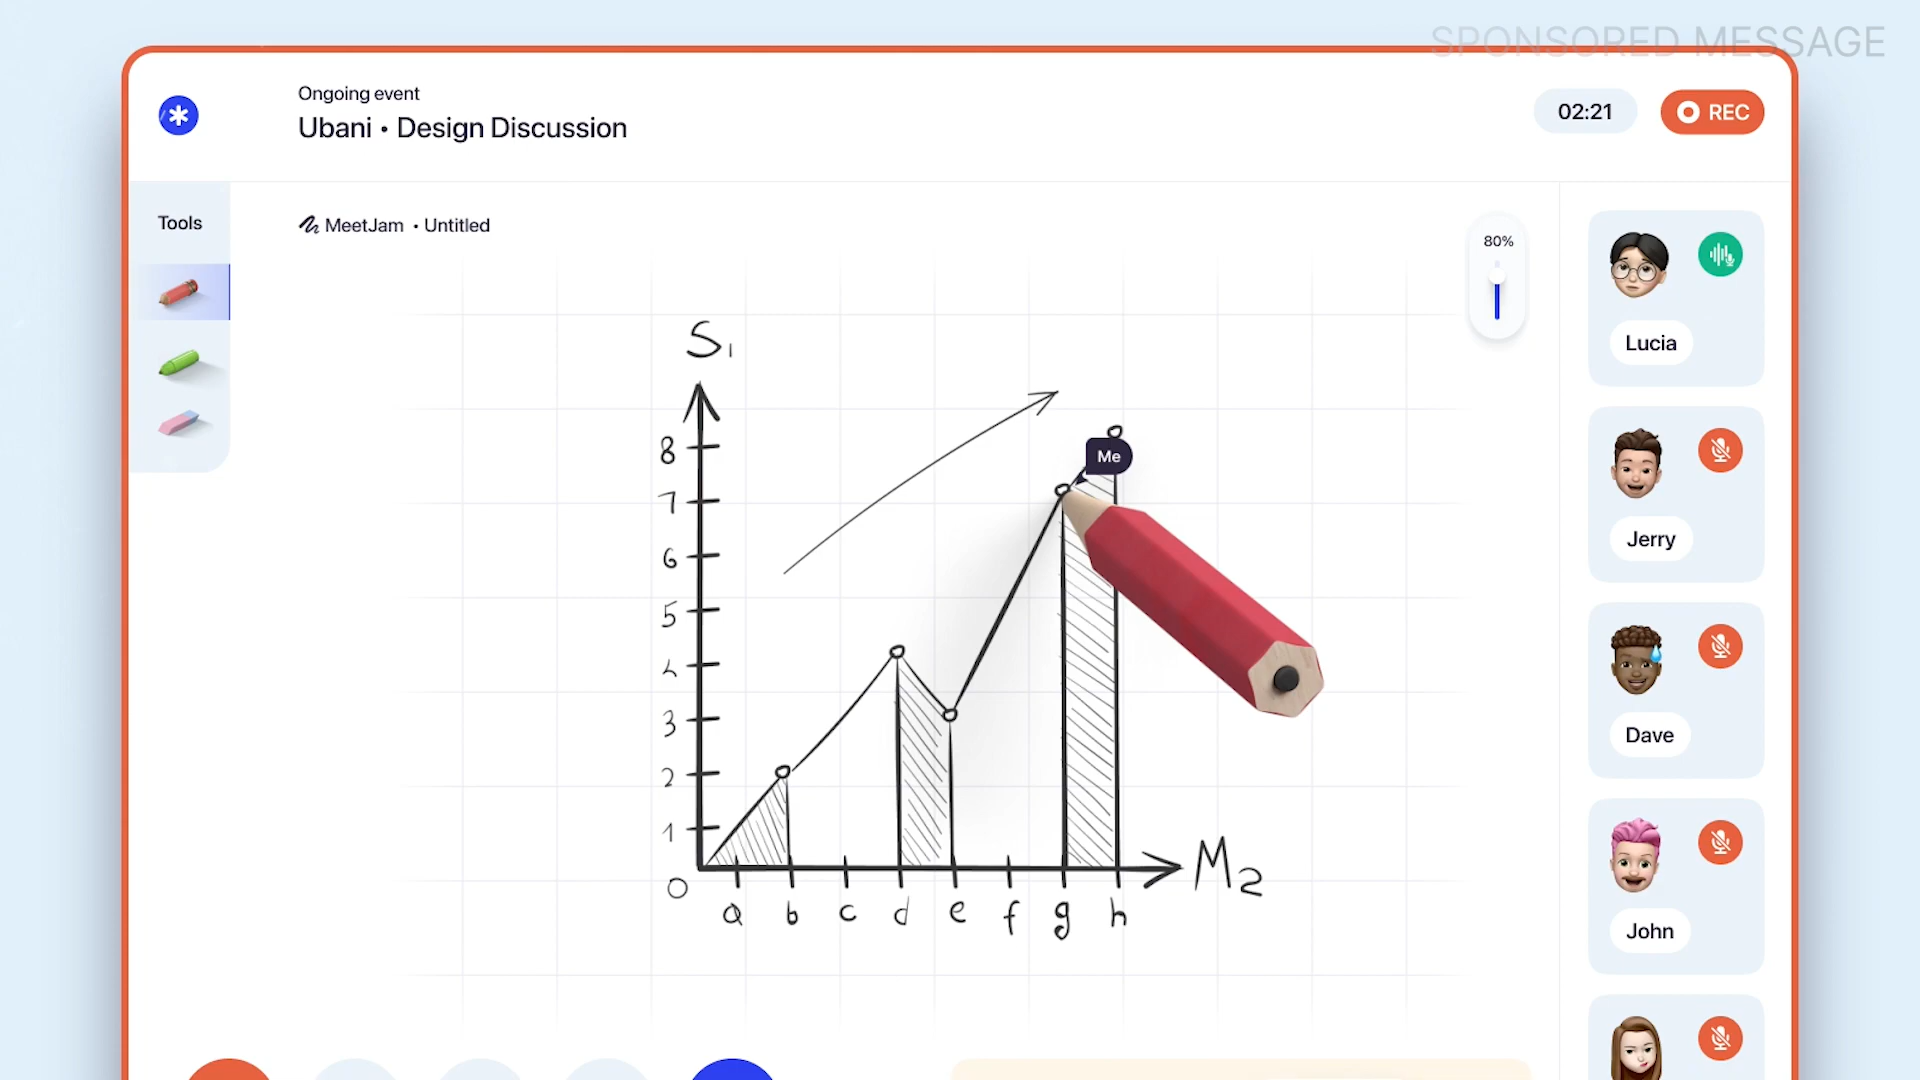 SPONSORED MESSAGE
Ongoing event
Ubani • Design Discussion
02:21
REC
Tools
MeetJam • Untitled
80%
S1
8
7
6
5
4
3
2
1
0
a b c d e f g h
M2
Me
Lucia
Jerry
Dave
John